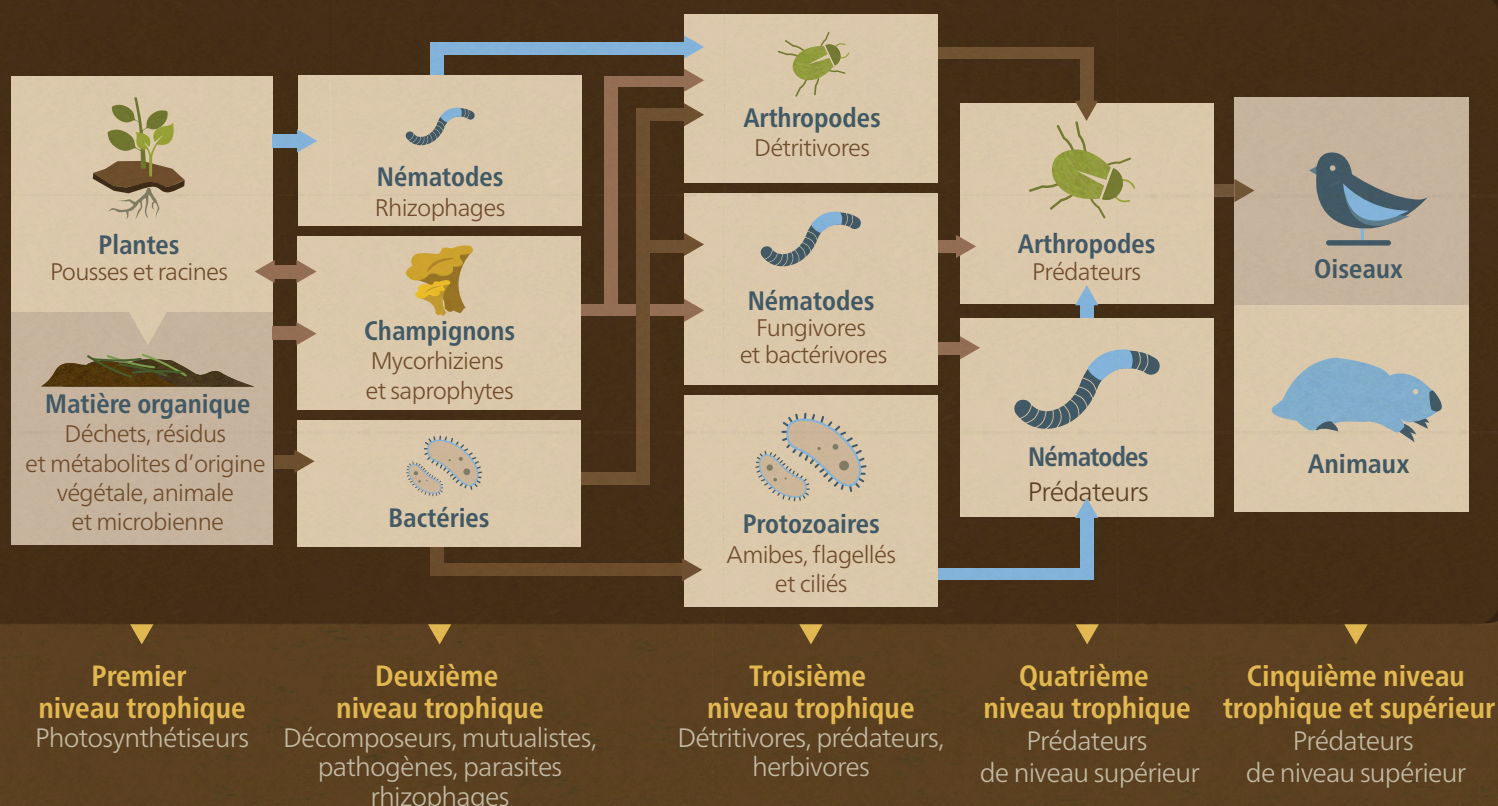 Plantes
Pousses et racines
Matière organique
Déchets, résidus
et métabolites d'origine
végétale, animale
et microbienne
Nématodes
Rhizophages
Champignons
Mycorhiziens
et saprophytes
Bactéries
Arthropodes
Détritivores
Nématodes
Fungivores
et bactérivores
Protozoaires
Amibes, flagellés
et ciliés
Arthropodes
Prédateurs
Nématodes
Prédateurs
Oiseaux
Animaux
Premier
niveau trophique
Photosynthétiseurs
Deuxième
niveau trophique
Décomposeurs, mutualistes,
pathogènes, parasites
rhizophages
Troisième
niveau trophique
Détritivores, prédateurs,
herbivores
Quatrième
niveau trophique
Prédateurs
de niveau supérieur
Cinquième niveau
trophique et supérieur
Prédateurs
de niveau supérieur